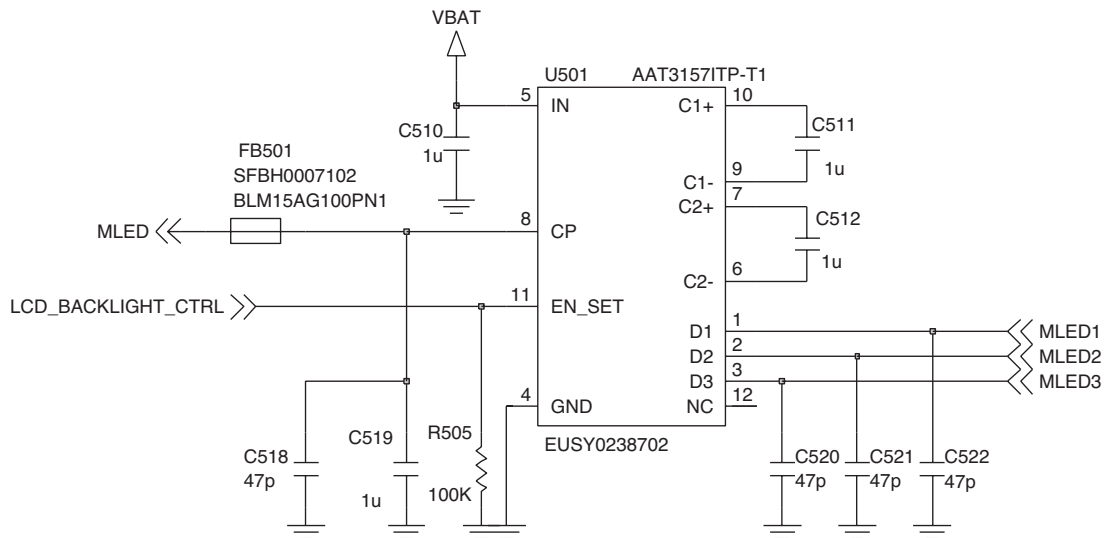 VBAT
U501 AAT3157ITP-T1
5 IN C1+ 10
C510
1u
C511
1u
FB501
SFBH0007102
BLM15AG100PN1
C1- 9
C2+ 7
MLED
8 CP
C512
1u
C2- 6
LCD_BACKLIGHT_CTRL
11 EN_SET
D1 1 MLED1
D2 2 MLED2
D3 3 MLED3
4 GND NC 12
EUSY0238702
C518
47p
C519
1u
R505
100K
C520
47p
C521
47p
C522
47p